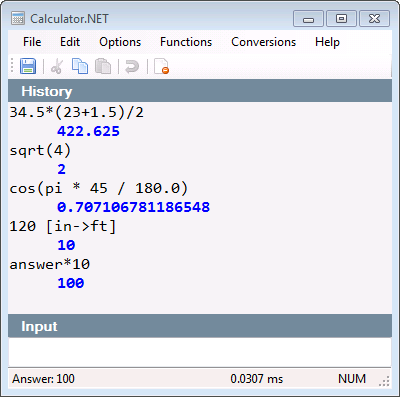 Calculator.NET
File Edit Options Functions Conversions Help
History
34.5*(23+1.5)/2
422.625
sqrt(4)
2
cos(pi * 45 / 180.0)
0.707106781186548
120 [in->ft]
10
answer*10
100
Input
Answer: 100 0.0307 ms NUM